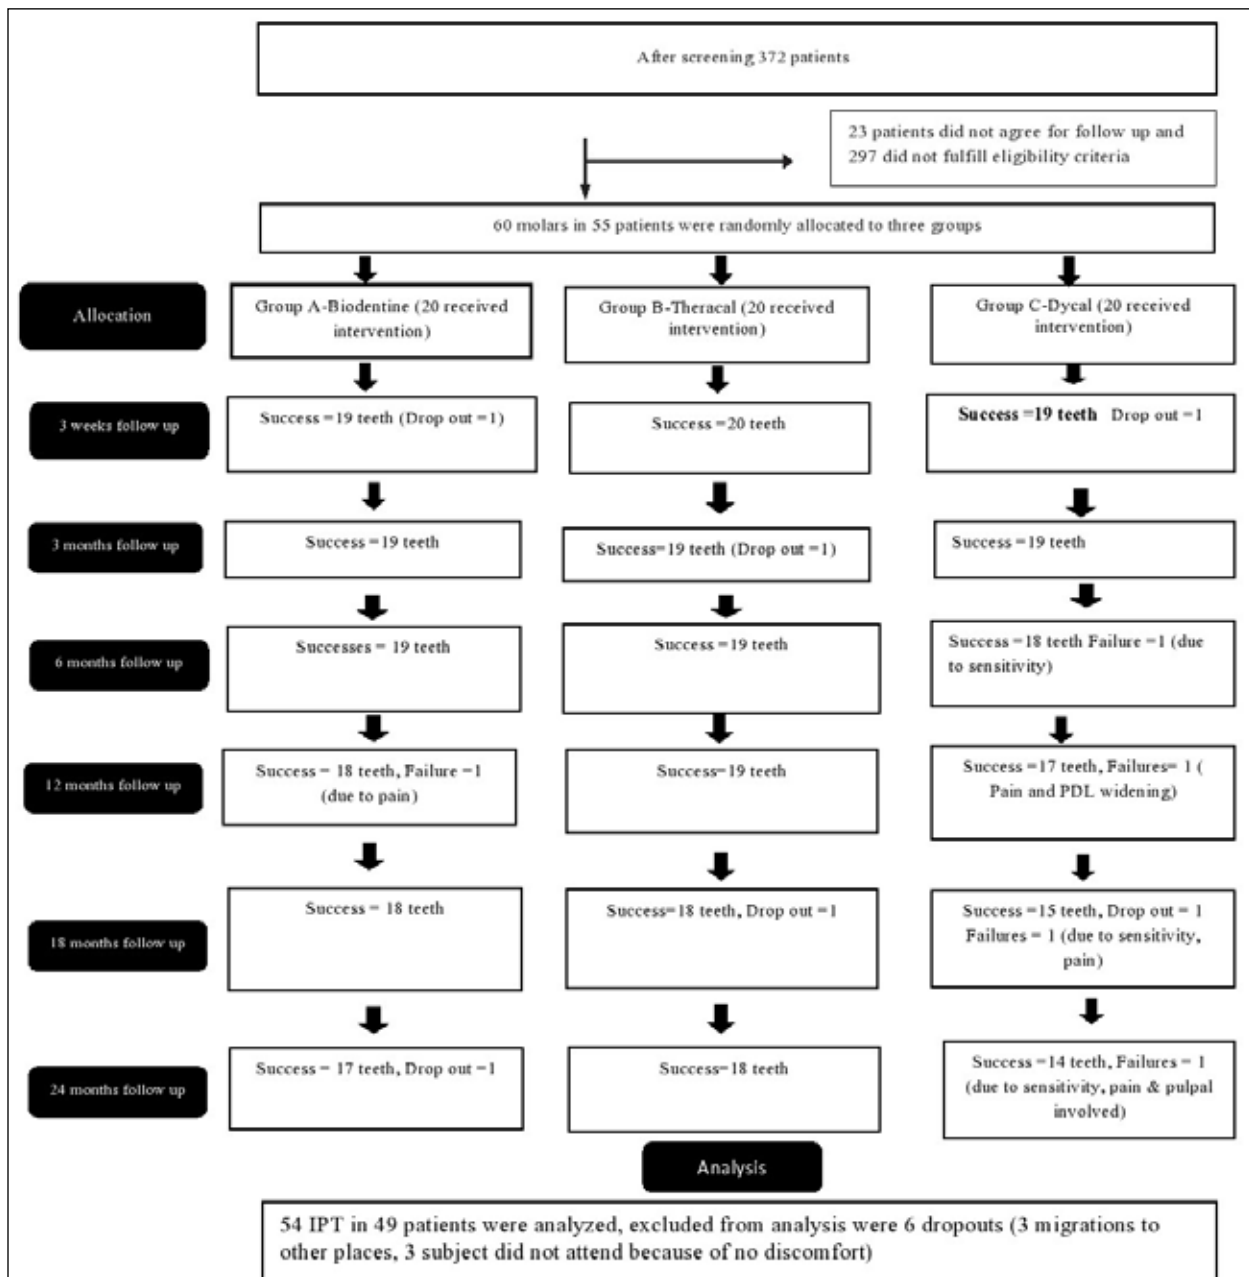 After screening 372 patients
23 patients did not agree for follow up and
297 did not fulfill eligibility criteria
60 molars in 55 patients were randomly allocated to three groups
Allocation
Group A-Biodentine (20 received
intervention)
Group B-Theracal (20 received
intervention)
Group C-Dycal (20 received
intervention)
3 weeks follow up
Success =19 teeth (Drop out =1)
Success =20 teeth
Success =19 teeth Drop out =1
3 months follow up
Success =19 teeth
Success=19 teeth (Drop out =1)
Success =19 teeth
6 months follow up
Successes = 19 teeth
Success =19 teeth
Success =18 teeth Failure =1 (due
to sensitivity)
12 months follow up
Success = 18 teeth, Failure =1
(due to pain)
Success=19 teeth
Success =17 teeth, Failures= 1 (
Pain and PDL widening)
18 months follow up
Success = 18 teeth
Success=18 teeth, Drop out =1
Success =15 teeth, Drop out = 1
Failures = 1 (due to sensitivity,
pain)
24 months follow up
Success = 17 teeth, Drop out =1
Success=18 teeth
Success =14 teeth, Failures = 1
(due to sensitivity, pain & pulpal
involved)
Analysis
54 IPT in 49 patients were analyzed, excluded from analysis were 6 dropouts (3 migrations to
other places, 3 subject did not attend because of no discomfort)